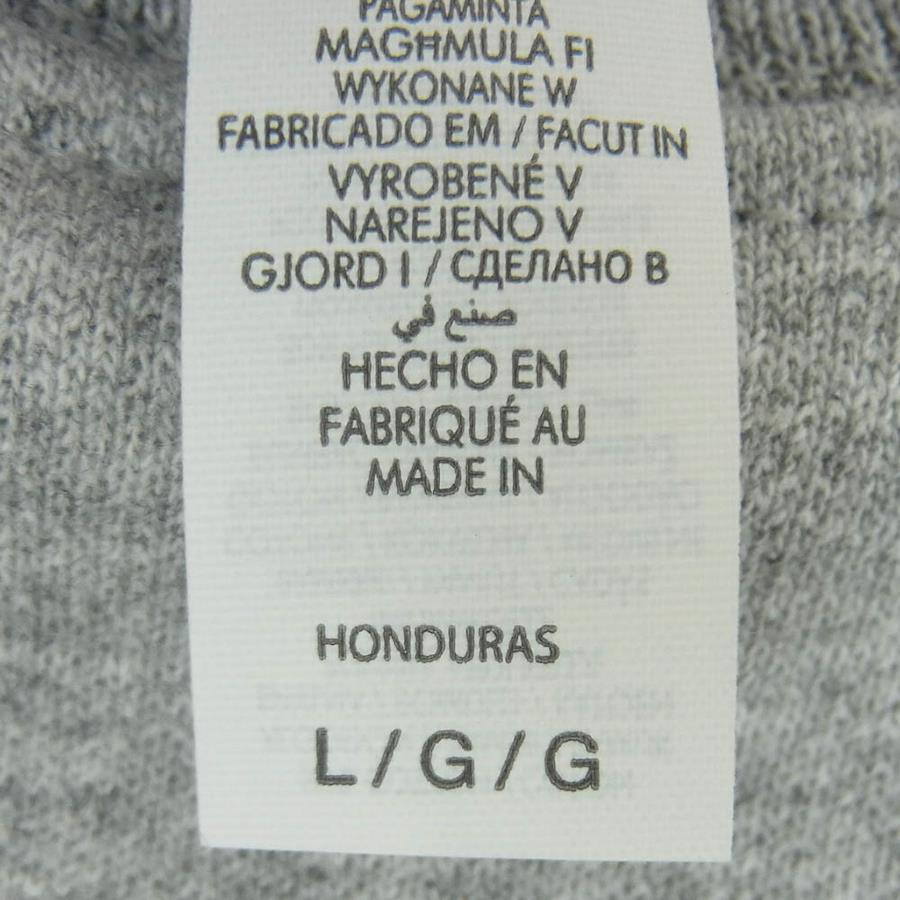 PAGAMINTA
MAGĦMULA FI
WYKONANE W
FABRICADO EM / FACUT IN
VYROBENÉ V
NAREJENO V
GJORD I / СДЕЛАНО В
صنع في
HECHO EN
FABRIQUÉ AU
MADE IN
HONDURAS
L / G / G